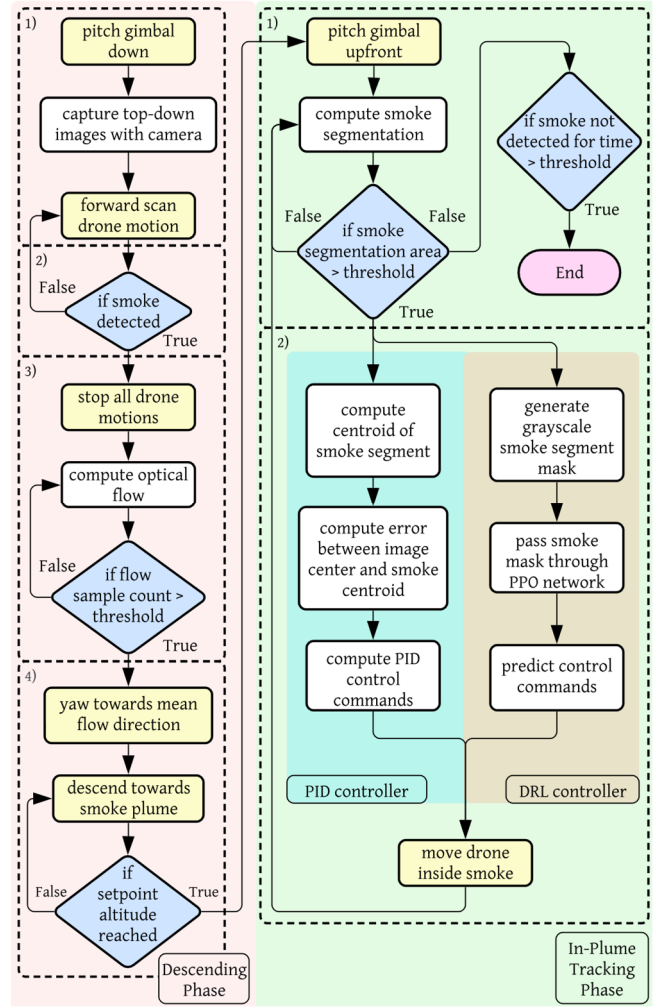 1)
pitch gimbal
down
capture top-down
images with camera
forward scan
drone motion
2)
False
if smoke
detected
True
3)
stop all drone
motions
compute optical
flow
False
if flow
sample count >
threshold
True
4)
yaw towards mean
flow direction
descend towards
smoke plume
False
if
setpoint
altitude
reached
True
Descending
Phase
1)
pitch gimbal
upfront
compute smoke
segmentation
False
if smoke
segmentation area
> threshold
False
True
if smoke not
detected for time
> threshold
True
End
2)
compute
centroid of
smoke segment
compute error
between image
center and smoke
centroid
compute PID
control
commands
PID controller
generate
grayscale
smoke segment
mask
pass smoke
mask through
PPO network
predict control
commands
DRL controller
move drone
inside smoke
In-Plume
Tracking
Phase